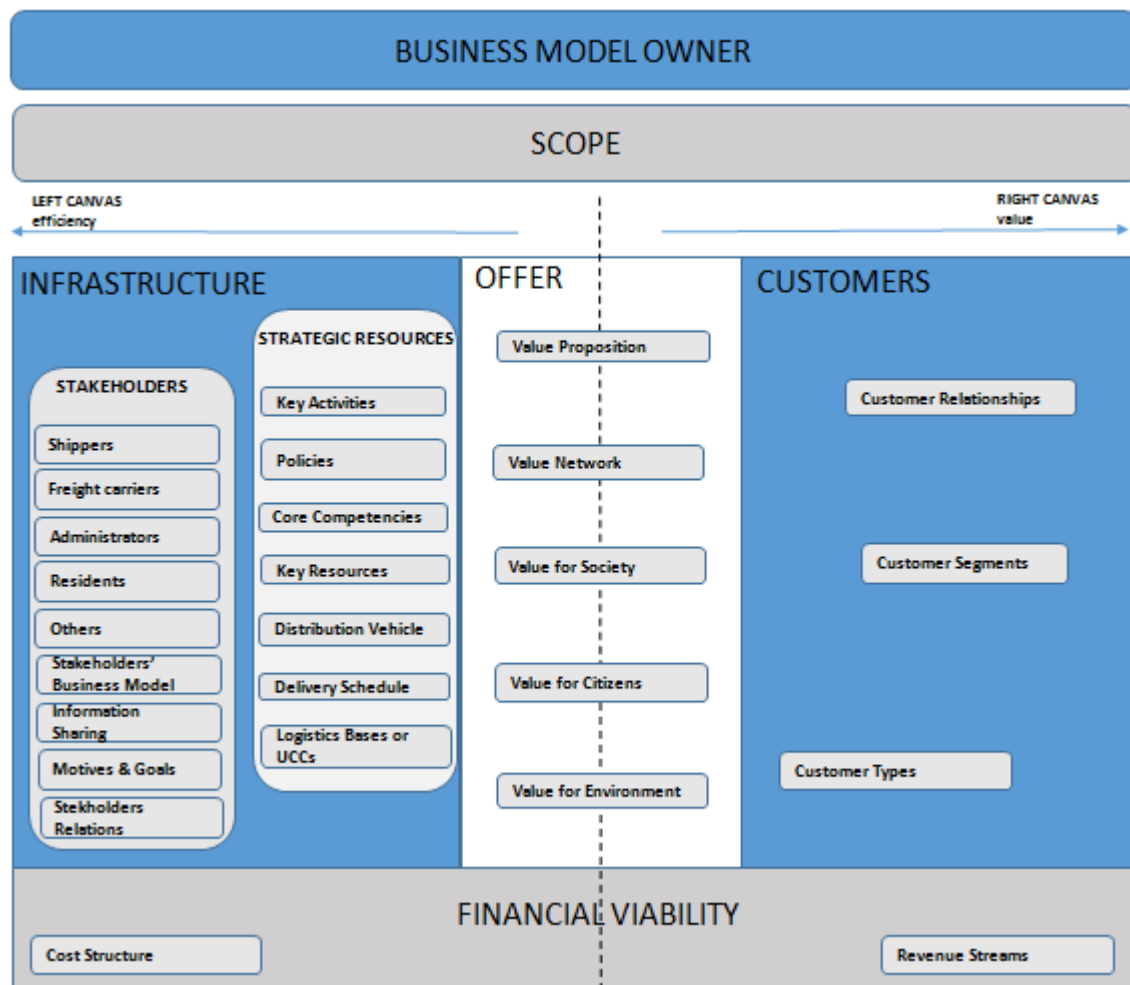 BUSINESS MODEL OWNER
SCOPE
LEFT CANVAS
efficiency
RIGHT CANVAS
value
INFRASTRUCTURE
STAKEHOLDERS
Shippers
Freight carriers
Administrators
Residents
Others
Stakeholders'
Business Model
Information
Sharing
Motives & Goals
Stekholders
Relations
STRATEGIC RESOURCES
Key Activities
Policies
Core Competencies
Key Resources
Distribution Vehicle
Delivery Schedule
Logistics Bases or
UCCs
OFFER
Value Proposition
Value Network
Value for Society
Value for Citizens
Value for Environment
CUSTOMERS
Customer Relationships
Customer Segments
Customer Types
FINANCIAL VIABILITY
Cost Structure
Revenue Streams